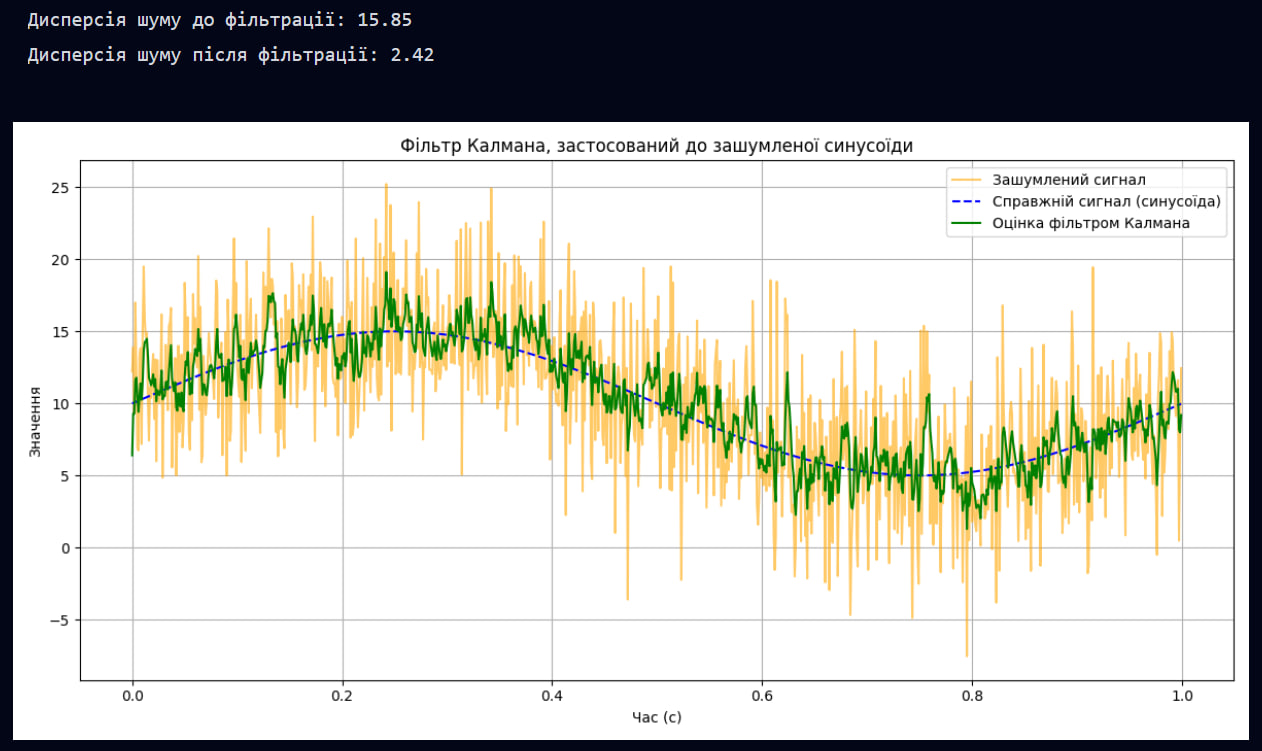 Дисперсія шуму до фільтрації: 15.85
Дисперсія шуму після фільтрації: 2.42
Фільтр Калмана, застосований до зашумленої синусоїди
Зашумлений сигнал
Справжній сигнал (синусоїда)
Оцінка фільтром Калмана
25
20
15
10
5
0
−5
Значення
0.0
0.2
0.4
0.6
0.8
1.0
Час (с)